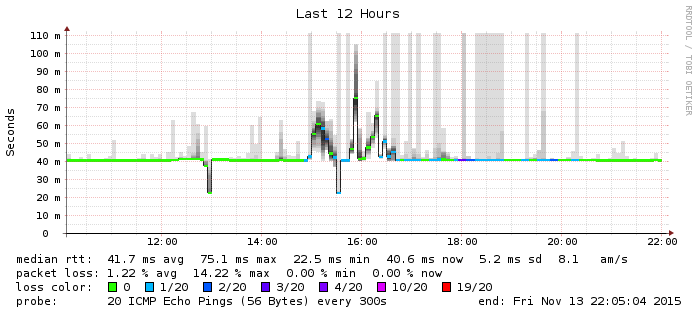 Last 12 Hours
RRDTOOL / TOBI OETIKER
Seconds
110 m
100 m
90 m
80 m
70 m
60 m
50 m
40 m
30 m
20 m
10 m
0
12:00 14:00 16:00 18:00 20:00 22:00
median rtt: 41.7 ms avg 75.1 ms max 22.5 ms min 40.6 ms now 5.2 ms sd 8.1 am/s
packet loss: 1.22 % avg 14.22 % max 0.00 % min 0.00 % now
loss color: 0 1/20 2/20 3/20 4/20 10/20 19/20
probe: 20 ICMP Echo Pings (56 Bytes) every 300s end: Fri Nov 13 22:05:04 2015